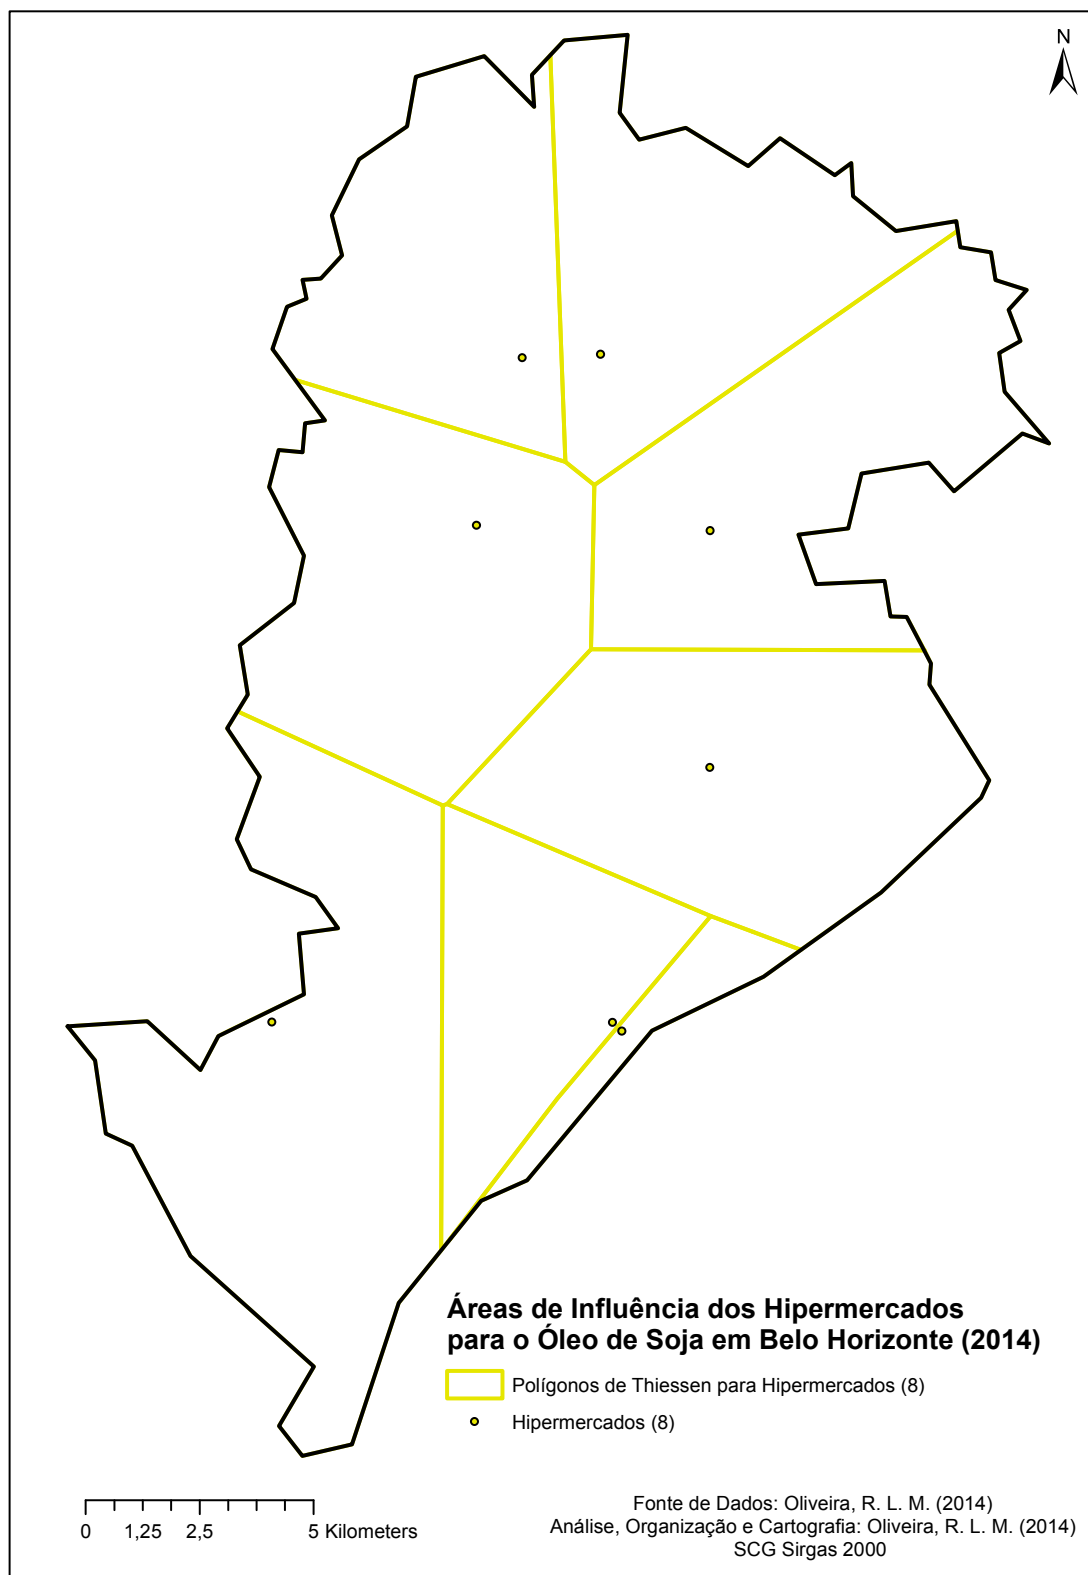 N
Áreas de Influência dos Hipermercados
para o Óleo de Soja em Belo Horizonte (2014)
Polígonos de Thiessen para Hipermercados (8)
Hipermercados (8)
0 1,25 2,5 5 Kilometers
Fonte de Dados: Oliveira, R. L. M. (2014)
Análise, Organização e Cartografia: Oliveira, R. L. M. (2014)
SCG Sirgas 2000